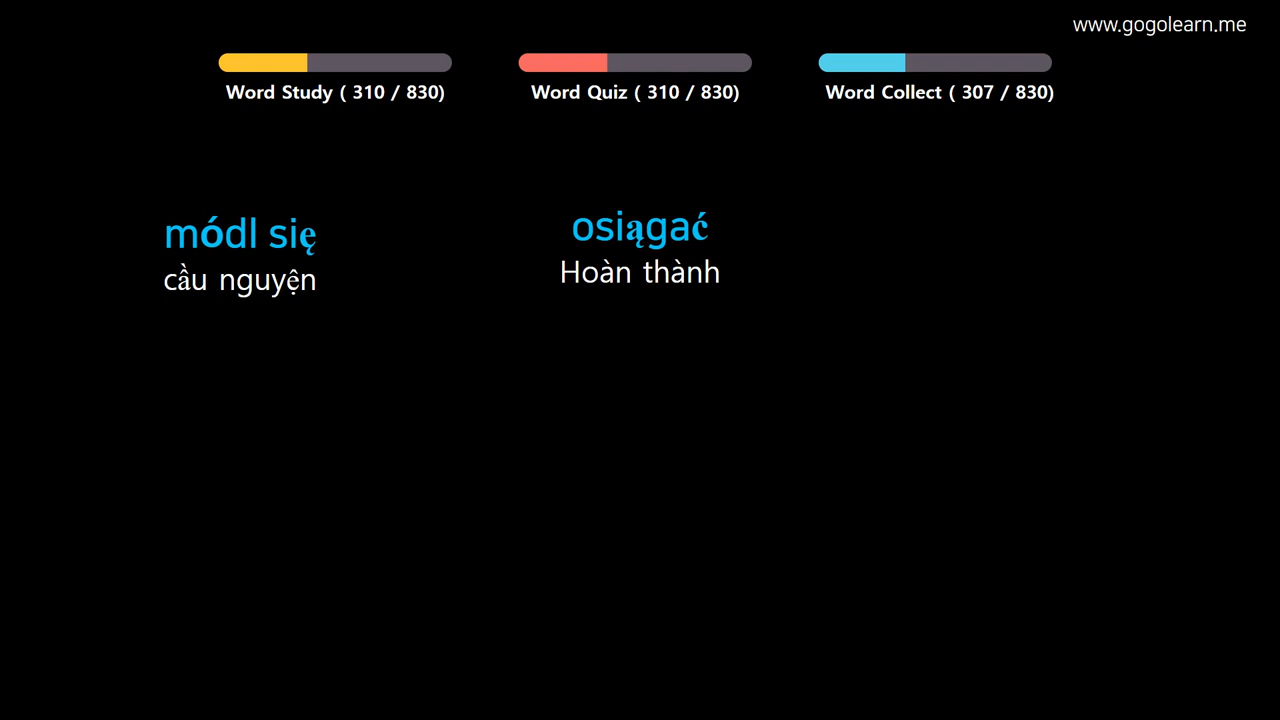 www.gogolearn.me
Word Study ( 310 / 830)
Word Quiz ( 310 / 830)
Word Collect ( 307 / 830)
módl się
cầu nguyện
osiągać
Hoàn thành